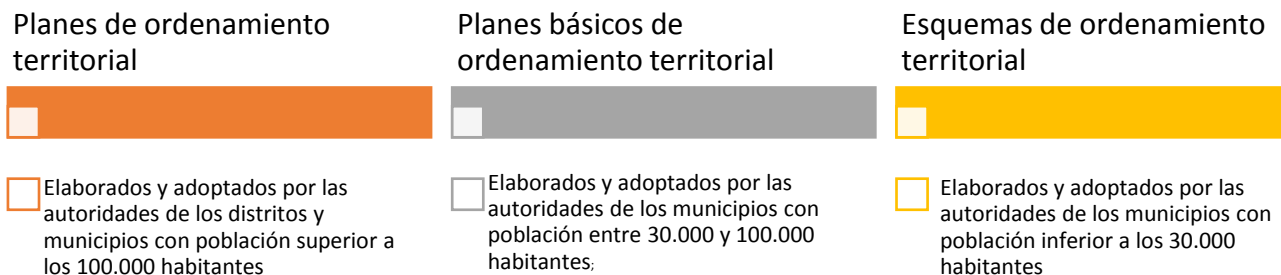 Planes de ordenamiento
territorial
Elaborados y adoptados por las
autoridades de los distritos y
municipios con población superior a
los 100.000 habitantes
Planes básicos de
ordenamiento territorial
Elaborados y adoptados por las
autoridades de los municipios con
población entre 30.000 y 100.000
habitantes;
Esquemas de ordenamiento
territorial
Elaborados y adoptados por las
autoridades de los municipios con
población inferior a los 30.000
habitantes